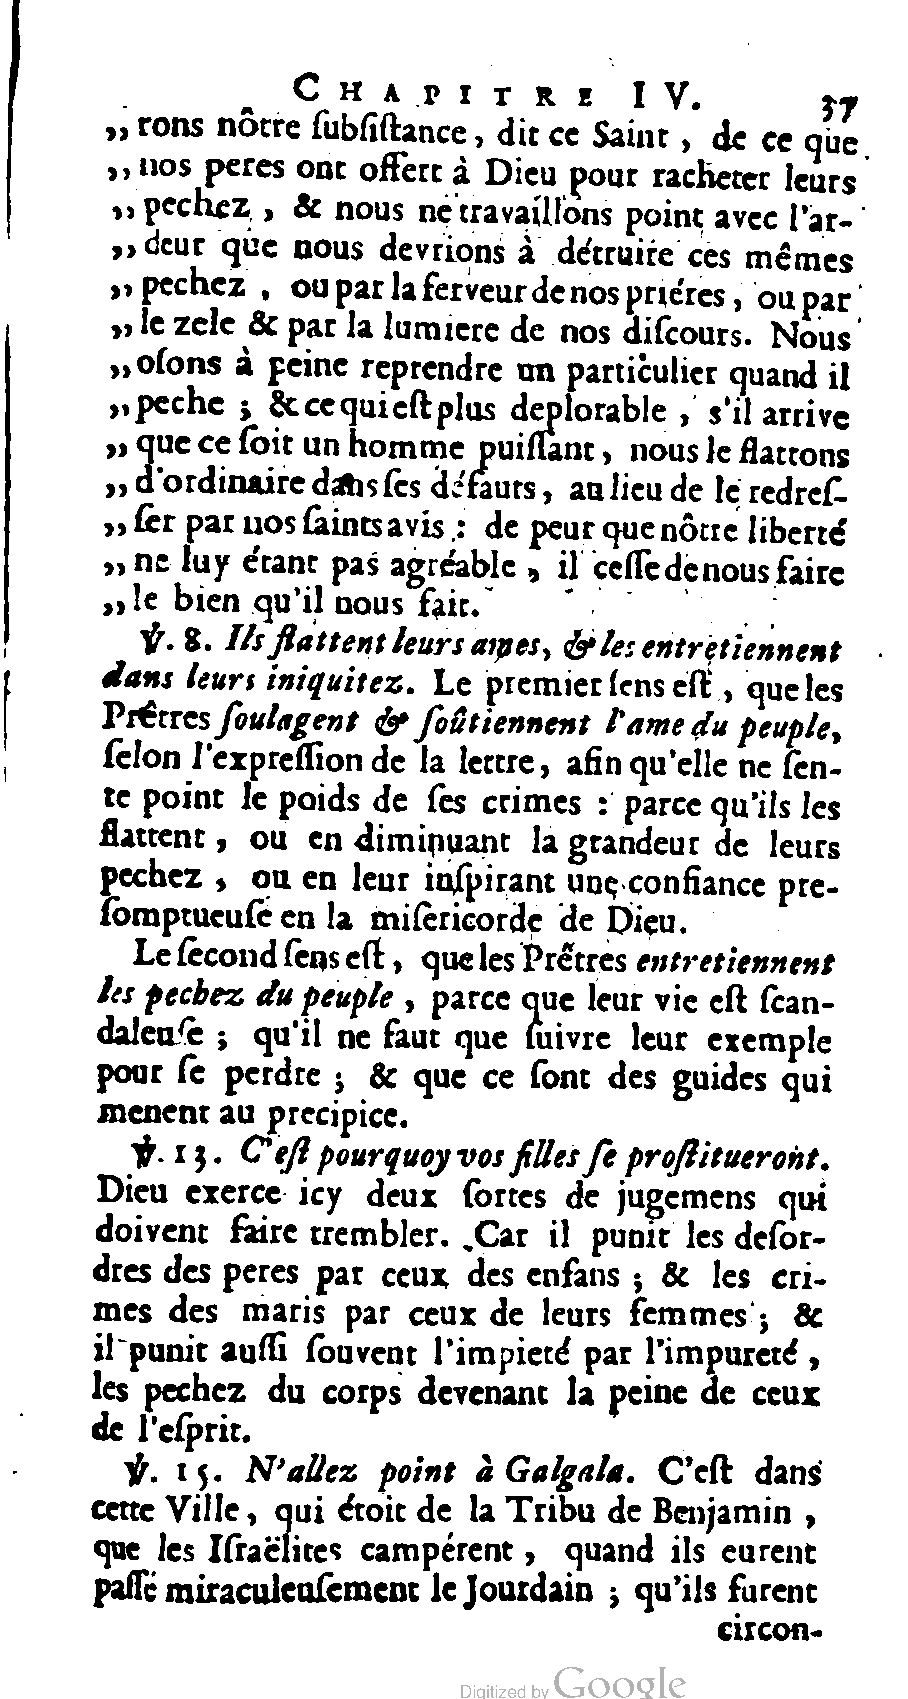 CHAPITRE IV. 37
„rons nôtre ſubſiſtance, dit ce Saint, de ce que
„nos peres ont offert à Dieu pour racheter leurs
„pechez, & nous ne travaillons point avec l'ar-
„deur que nous devrions à détruire ces mêmes
„pechez, ou par la ferveur de nos priéres, ou par
„le zele & par la lumiere de nos diſcours. Nous
„oſons à peine reprendre un particulier quand il
„peche ; & ce qui eſt plus deplorable, s'il arrive
„que ce ſoit un homme puiſſant, nous le flattons
„d'ordinaire dans ſes défauts, au lieu de le redreſ-
„ſer par nos ſaints avis : de peur que nôtre liberté
„ne luy étant pas agréable, il ceſſe de nous faire
„le bien qu'il nous fait.
℣. 8. Ils flattent leurs ames, & les entretiennent
dans leurs iniquitez. Le premier ſens eſt, que les
Prêtres ſoulagent & ſoûtiennent l'ame du peuple,
ſelon l'expreſſion de la lettre, afin qu'elle ne ſen-
te point le poids de ſes crimes : parce qu'ils les
flattent, ou en diminuant la grandeur de leurs
pechez, ou en leur inſpirant une confiance pre-
ſomptueuſe en la miſericorde de Dieu.
Le ſecond ſens eſt, que les Prêtres entretiennent
les pechez du peuple, parce que leur vie eſt ſcan-
daleuſe ; qu'il ne faut que ſuivre leur exemple
pour ſe perdre ; & que ce ſont des guides qui
menent au precipice.
℣. 13. C'eſt pourquoy vos filles ſe proſtitueront.
Dieu exerce icy deux ſortes de jugemens qui
doivent faire trembler. Car il punit les deſor-
dres des peres par ceux des enfans ; & les cri-
mes des maris par ceux de leurs femmes ; &
il punit auſſi ſouvent l'impieté par l'impureté,
les pechez du corps devenant la peine de ceux
de l'eſprit.
℣. 15. N'allez point à Galgala. C'eſt dans
cette Ville, qui étoit de la Tribu de Benjamin,
que les Iſraëlites campérent, quand ils eurent
paſſé miraculeuſement le Jourdain ; qu'ils furent
circon-
Digitized by Google